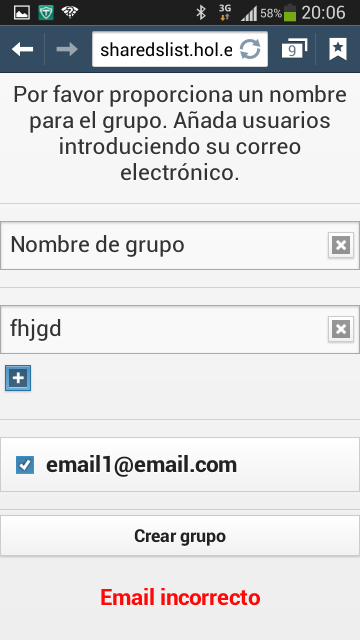 3G 58% 20:06
sharedslist.hol.e
9
Por favor proporciona un nombre
para el grupo. Añada usuarios
introduciendo su correo
electrónico.
Nombre de grupo
fhjgd
email1@email.com
Crear grupo
Email incorrecto